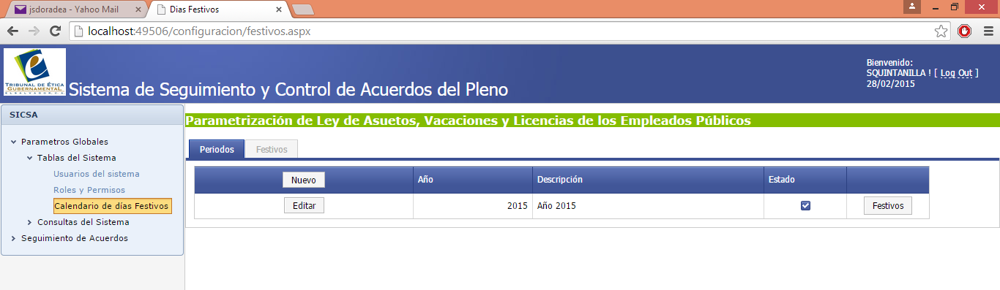 jsdoradea - Yahoo Mail
Dias Festivos
localhost:49506/configuracion/festivos.aspx
TRIBUNAL DE ÉTICA
GUBERNAMENTAL
EL SALVADOR, C.A.
Sistema de Seguimiento y Control de Acuerdos del Pleno
Bienvenido:
SQUINTANILLA ! [ Log Out ]
28/02/2015
SICSA
Parametros Globales
Tablas del Sistema
Usuarios del sistema
Roles y Permisos
Calendario de días Festivos
Consultas del Sistema
Seguimiento de Acuerdos
Parametrización de Ley de Asuetos, Vacaciones y Licencias de los Empleados Públicos
Periodos Festivos
Nuevo Año Descripción Estado
Editar 2015 Año 2015 Festivos